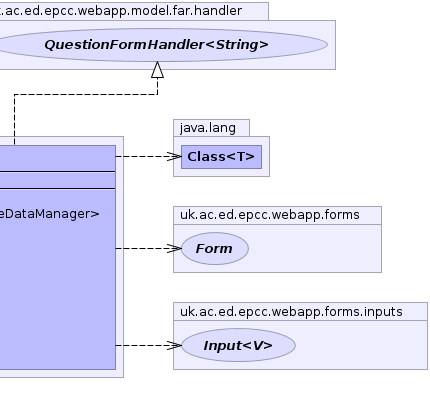 k.ac.ed.epcc.webapp.model.far.handler
QuestionFormHandler<String>
java.lang
Class<T>
uk.ac.ed.epcc.webapp.forms
eDataManager>
Form
uk.ac.ed.epcc.webapp.forms.inputs
Input<V>